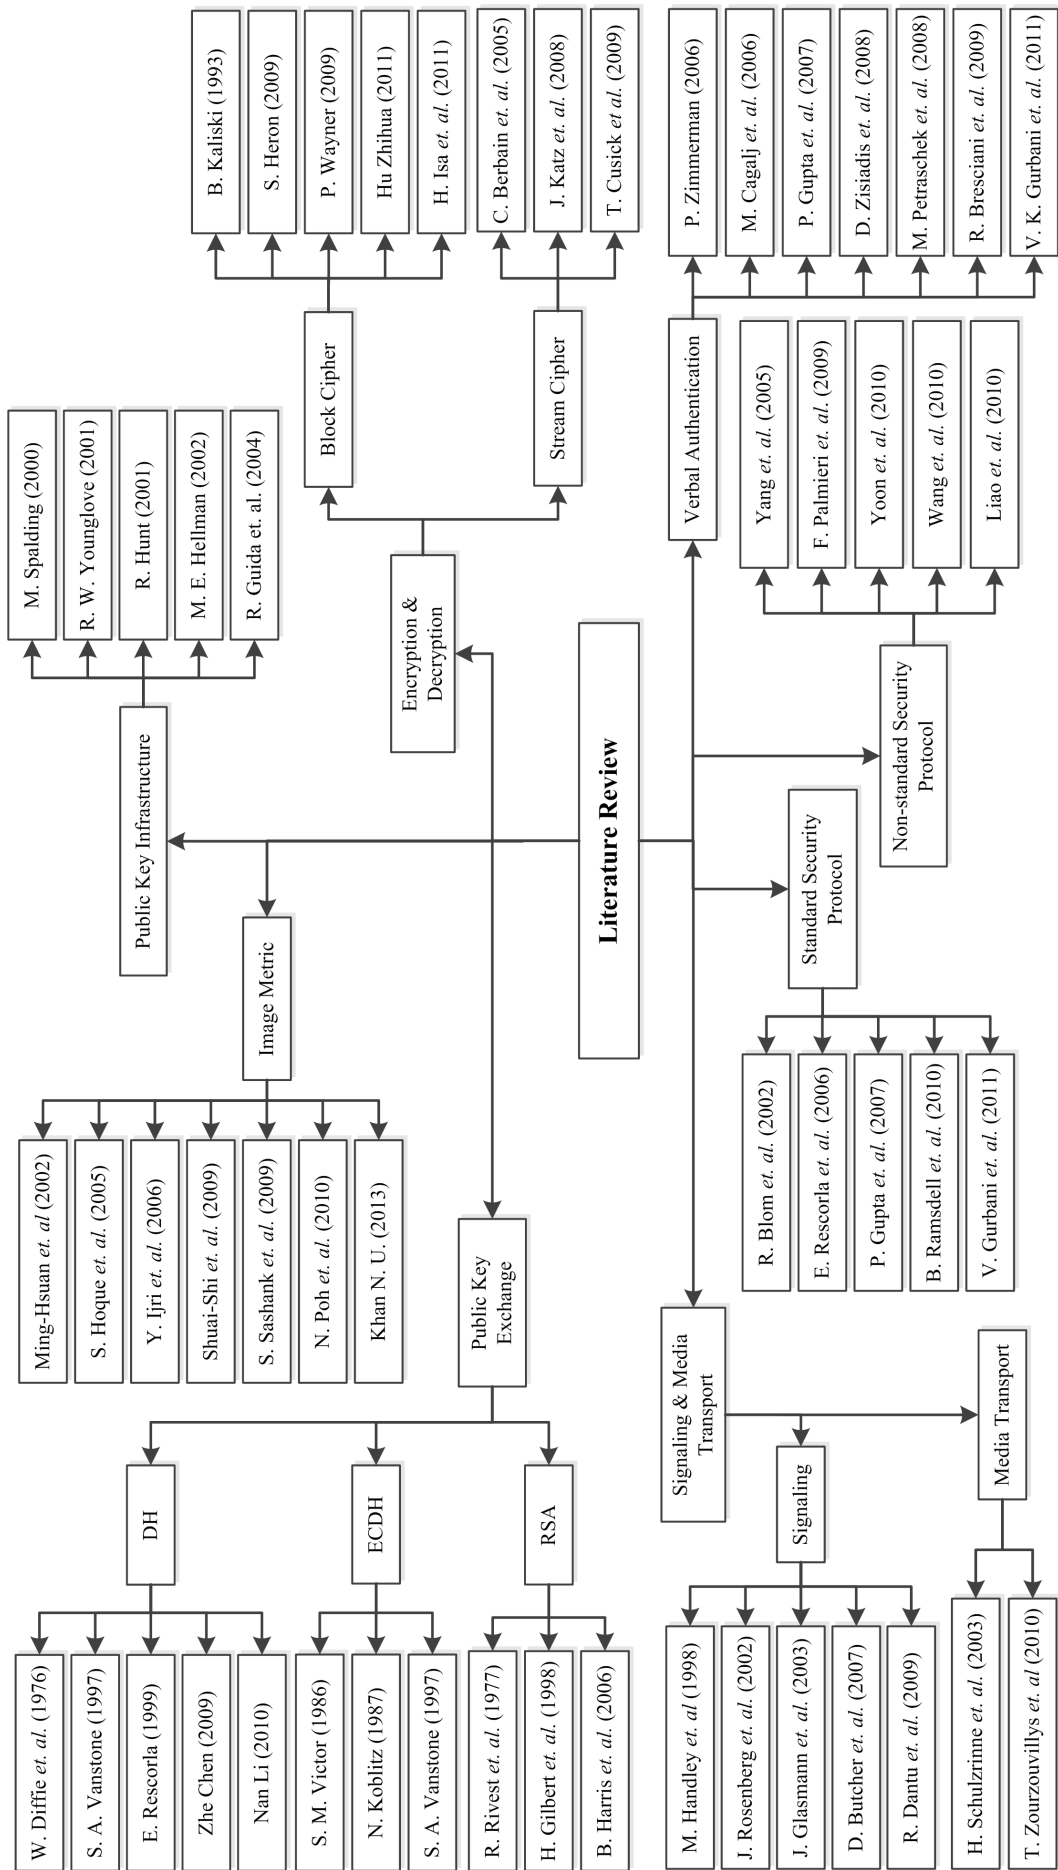 W. Diffie et. al. (1976)
S. A. Vanstone (1997)
E. Rescorla (1999)
Zhe Chen (2009)
Nan Li (2010)
DH
S. M. Victor (1986)
N. Koblitz (1987)
S. A. Vanstone (1997)
ECDH
R. Rivest et. al. (1977)
H. Gilbert et. al. (1998)
B. Harris et. al. (2006)
RSA
Public Key
Exchange
Ming-Hsuan et. al (2002)
S. Hoque et. al. (2005)
Y. Ijri et. al. (2006)
Shuai-Shi et. al. (2009)
S. Sashank et. al. (2009)
N. Poh et. al. (2010)
Khan N. U. (2013)
Image Metric
Public Key Infrastructure
M. Spalding (2000)
R. W. Younglove (2001)
R. Hunt (2001)
M. E. Hellman (2002)
R. Guida et. al. (2004)
Encryption &
Decryption
Block Cipher
B. Kaliski (1993)
S. Heron (2009)
P. Wayner (2009)
Hu Zhihua (2011)
H. Isa et. al. (2011)
Stream Cipher
C. Berbain et. al. (2005)
J. Katz et. al. (2008)
T. Cusick et al. (2009)
Literature Review
Signaling & Media
Transport
Signaling
M. Handley et. al (1998)
J. Rosenberg et. al. (2002)
J. Glasmann et. al. (2003)
D. Butcher et. al. (2007)
R. Dantu et. al. (2009)
Media Transport
H. Schulzrinne et. al. (2003)
T. Zourzouvillys et. al (2010)
Standard Security
Protocol
R. Blom et. al. (2002)
E. Rescorla et. al. (2006)
P. Gupta et. al. (2007)
B. Ramsdell et. al. (2010)
V. Gurbani et. al. (2011)
Non-standard Security
Protocol
Yang et. al. (2005)
F. Palmieri et. al. (2009)
Yoon et. al. (2010)
Wang et. al. (2010)
Liao et. al. (2010)
Verbal Authentication
P. Zimmerman (2006)
M. Cagalj et. al. (2006)
P. Gupta et. al. (2007)
D. Zisiadis et. al. (2008)
M. Petraschek et. al. (2008)
R. Bresciani et. al. (2009)
V. K. Gurbani et. al. (2011)